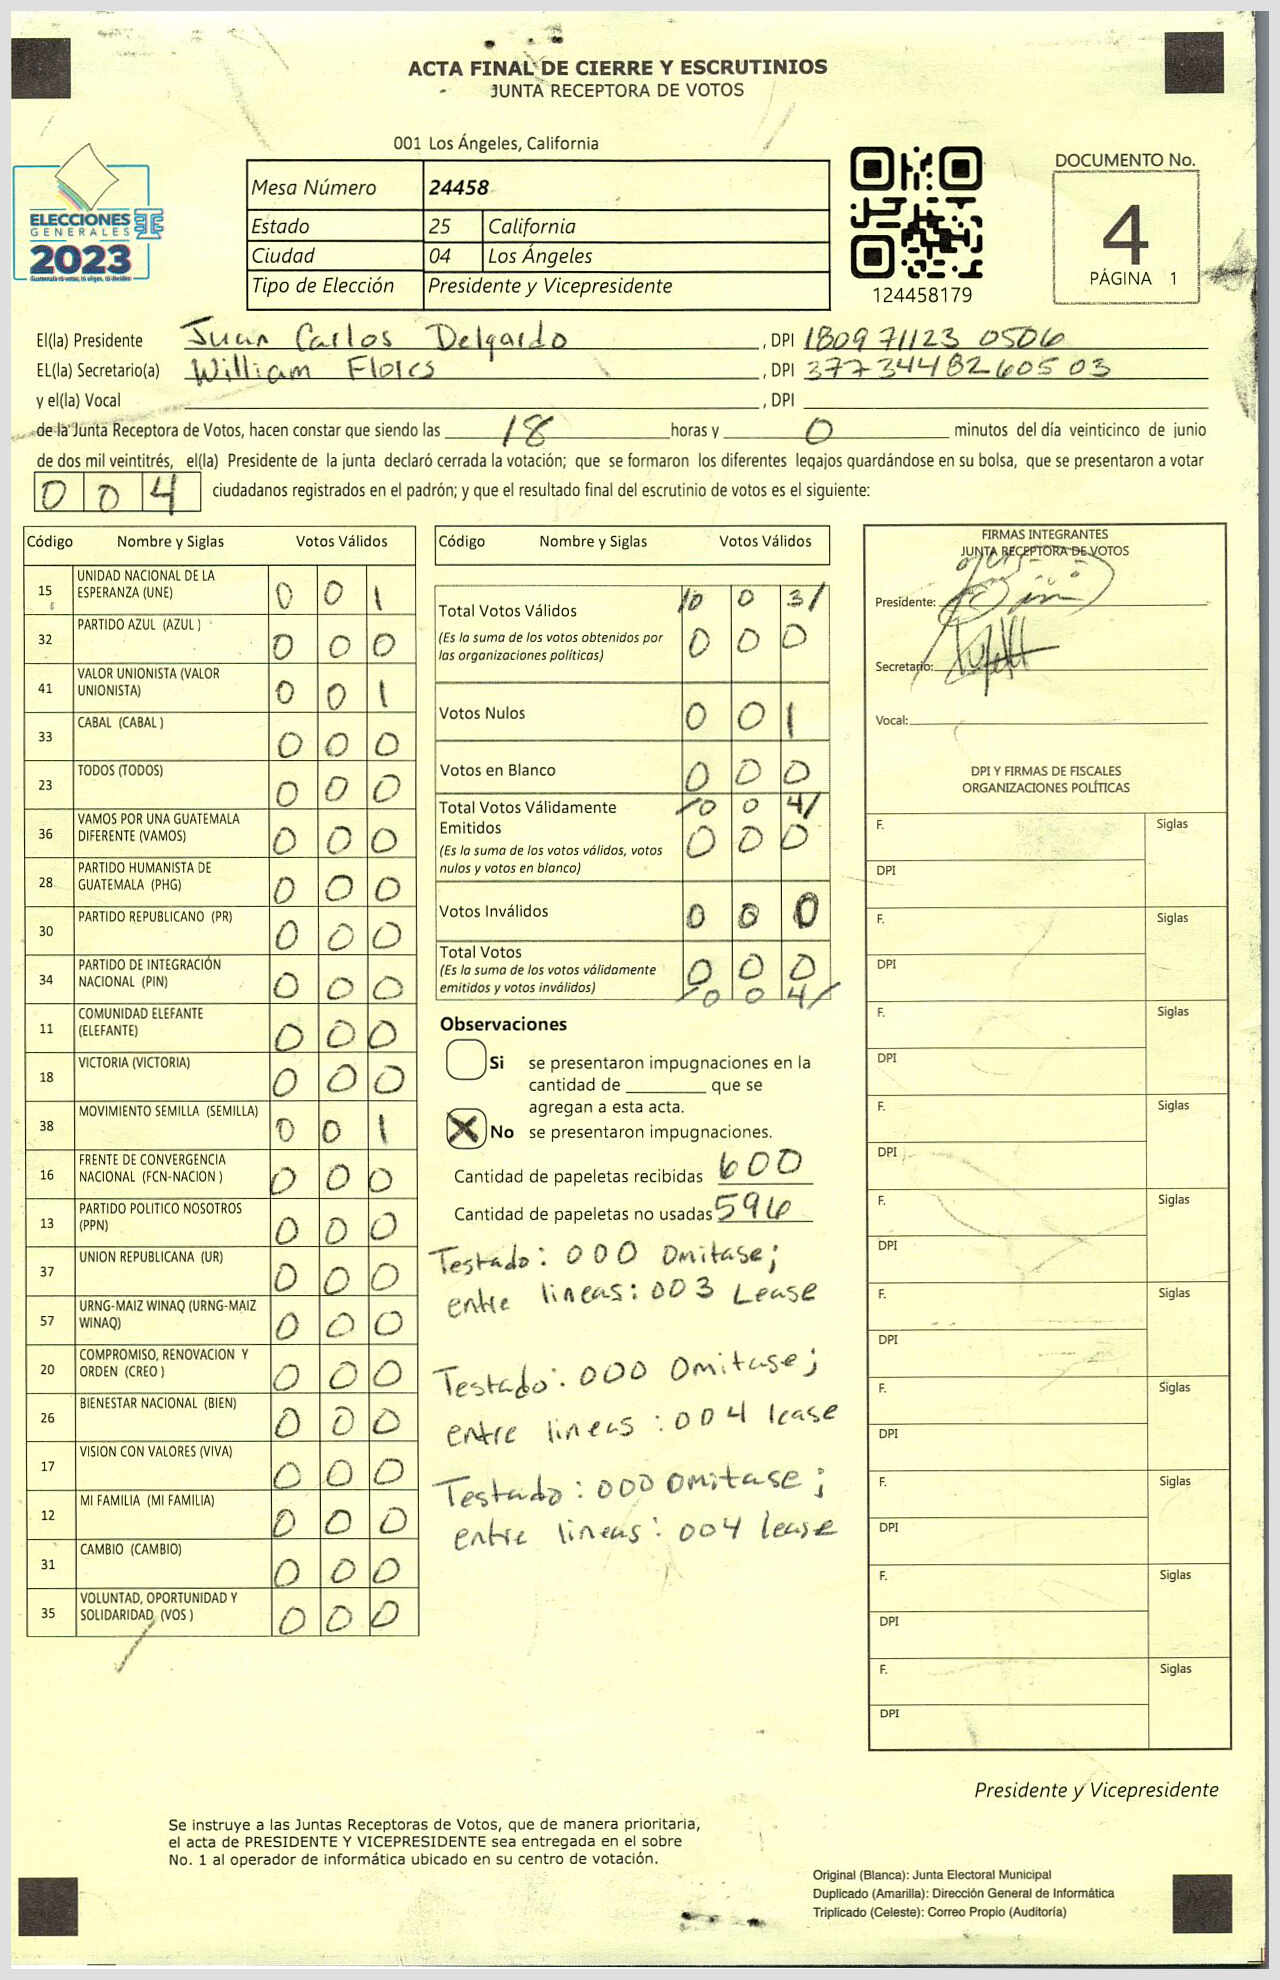 ACTA FINAL DE CIERRE Y ESCRUTINIOS
JUNTA RECEPTORA DE VOTOS
001 Los Ángeles, California
Mesa Número 24458
Estado 25 California
Ciudad 04 Los Ángeles
Tipo de Elección Presidente y Vicepresidente
ELECCIONES
GENERALES
2023
124458179
DOCUMENTO No.
4
PÁGINA 1
El(la) Presidente Juan Carlos Delgardo , DPI 1809 71123 0506
EL(la) Secretario(a) William Flores , DPI 3773448260503
y el(la) Vocal , DPI
de la Junta Receptora de Votos, hacen constar que siendo las 18 horas y 0 minutos del día veinticinco de junio
de dos mil veintitrés, el(la) Presidente de la junta declaró cerrada la votación; que se formaron los diferentes legajos guardándose en su bolsa, que se presentaron a votar
0 0 4 ciudadanos registrados en el padrón; y que el resultado final del escrutinio de votos es el siguiente:
Código Nombre y Siglas Votos Válidos
15 UNIDAD NACIONAL DE LA
ESPERANZA (UNE) 0 0 1
32 PARTIDO AZUL (AZUL ) 0 0 0
41 VALOR UNIONISTA (VALOR
UNIONISTA) 0 0 1
33 CABAL (CABAL ) 0 0 0
23 TODOS (TODOS) 0 0 0
36 VAMOS POR UNA GUATEMALA
DIFERENTE (VAMOS) 0 0 0
28 PARTIDO HUMANISTA DE
GUATEMALA (PHG) 0 0 0
30 PARTIDO REPUBLICANO (PR) 0 0 0
34 PARTIDO DE INTEGRACIÓN
NACIONAL (PIN) 0 0 0
11 COMUNIDAD ELEFANTE
(ELEFANTE) 0 0 0
18 VICTORIA (VICTORIA) 0 0 0
38 MOVIMIENTO SEMILLA (SEMILLA) 0 0 1
16 FRENTE DE CONVERGENCIA
NACIONAL (FCN-NACION ) 0 0 0
13 PARTIDO POLITICO NOSOTROS
(PPN) 0 0 0
37 UNION REPUBLICANA (UR) 0 0 0
57 URNG-MAIZ WINAQ (URNG-MAIZ
WINAQ) 0 0 0
20 COMPROMISO, RENOVACION Y
ORDEN (CREO ) 0 0 0
26 BIENESTAR NACIONAL (BIEN) 0 0 0
17 VISION CON VALORES (VIVA) 0 0 0
12 MI FAMILIA (MI FAMILIA) 0 0 0
31 CAMBIO (CAMBIO) 0 0 0
35 VOLUNTAD, OPORTUNIDAD Y
SOLIDARIDAD (VOS ) 0 0 0
Código Nombre y Siglas Votos Válidos
Total Votos Válidos /0 0 3/
(Es la suma de los votos obtenidos por
las organizaciones políticas) 0 0 0
Votos Nulos 0 0 1
Votos en Blanco 0 0 0
Total Votos Válidamente /0 0 4/
Emitidos 0 0 0
(Es la suma de los votos válidos, votos
nulos y votos en blanco)
Votos Inválidos 0 0 0
Total Votos
(Es la suma de los votos válidamente 0 0 0
emitidos y votos inválidos) /0 0 4/
Observaciones
Si se presentaron impugnaciones en la
cantidad de ________ que se
agregan a esta acta.
X No se presentaron impugnaciones.
Cantidad de papeletas recibidas 600
Cantidad de papeletas no usadas 596
Testado: 000 Omitase;
entre lineas: 003 Lease
Testado: 000 Omitase;
entre lineas : 004 lease
Testado: 000 Omitase;
entre lineas: 004 lease
FIRMAS INTEGRANTES
JUNTA RECEPTORA DE VOTOS
Presidente:
Secretario:
Vocal:
DPI Y FIRMAS DE FISCALES
ORGANIZACIONES POLÍTICAS
F. Siglas
DPI
F. Siglas
DPI
F. Siglas
DPI
F. Siglas
DPI
F. Siglas
DPI
F. Siglas
DPI
F. Siglas
DPI
F. Siglas
DPI
F. Siglas
DPI
F. Siglas
DPI
Presidente y Vicepresidente
Se instruye a las Juntas Receptoras de Votos, que de manera prioritaria,
el acta de PRESIDENTE Y VICEPRESIDENTE sea entregada en el sobre
No. 1 al operador de informática ubicado en su centro de votación.
Original (Blanca): Junta Electoral Municipal
Duplicado (Amarilla): Dirección General de Informática
Triplicado (Celeste): Correo Propio (Auditoría)